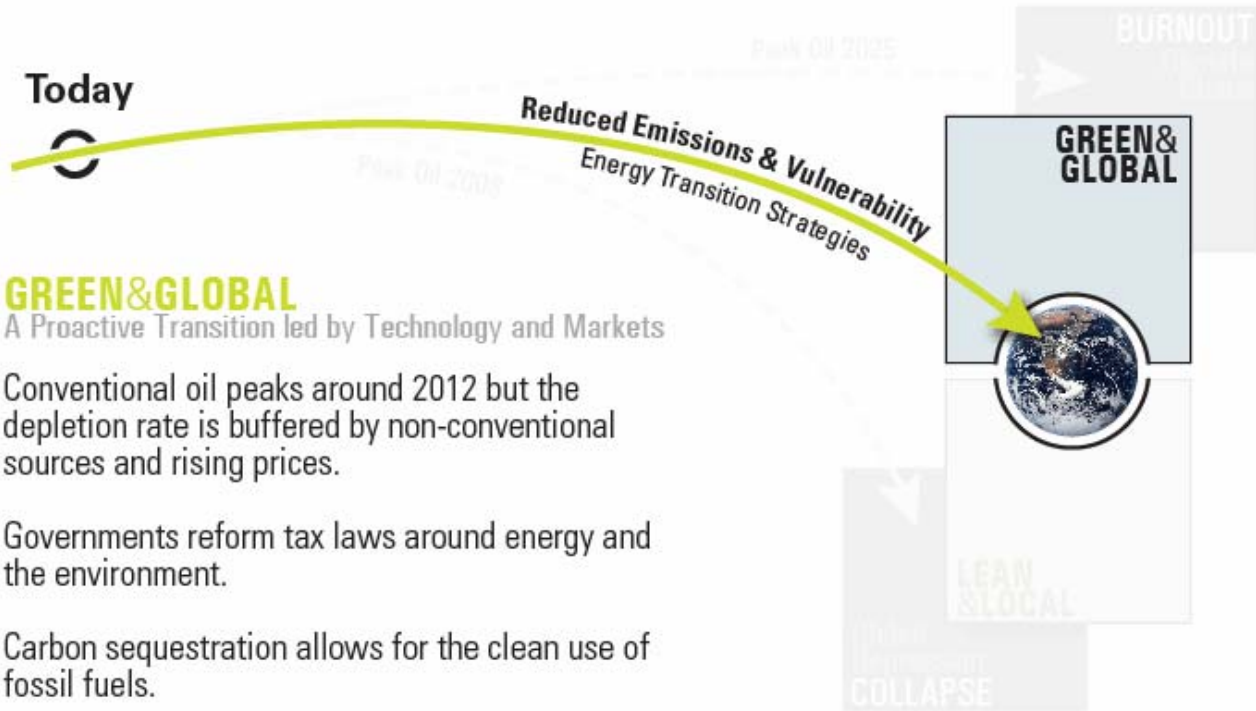 Peak Oil 2025
BURNOUT
Today
Reduced Emissions & Vulnerability
Energy Transition Strategies
GREEN&
GLOBAL
Peak Oil 2008
GREEN&GLOBAL
A Proactive Transition led by Technology and Markets
Conventional oil peaks around 2012 but the
depletion rate is buffered by non-conventional
sources and rising prices.
Governments reform tax laws around energy and
the environment.
Carbon sequestration allows for the clean use of
fossil fuels.
LEAN
&LOCAL
COLLAPSE